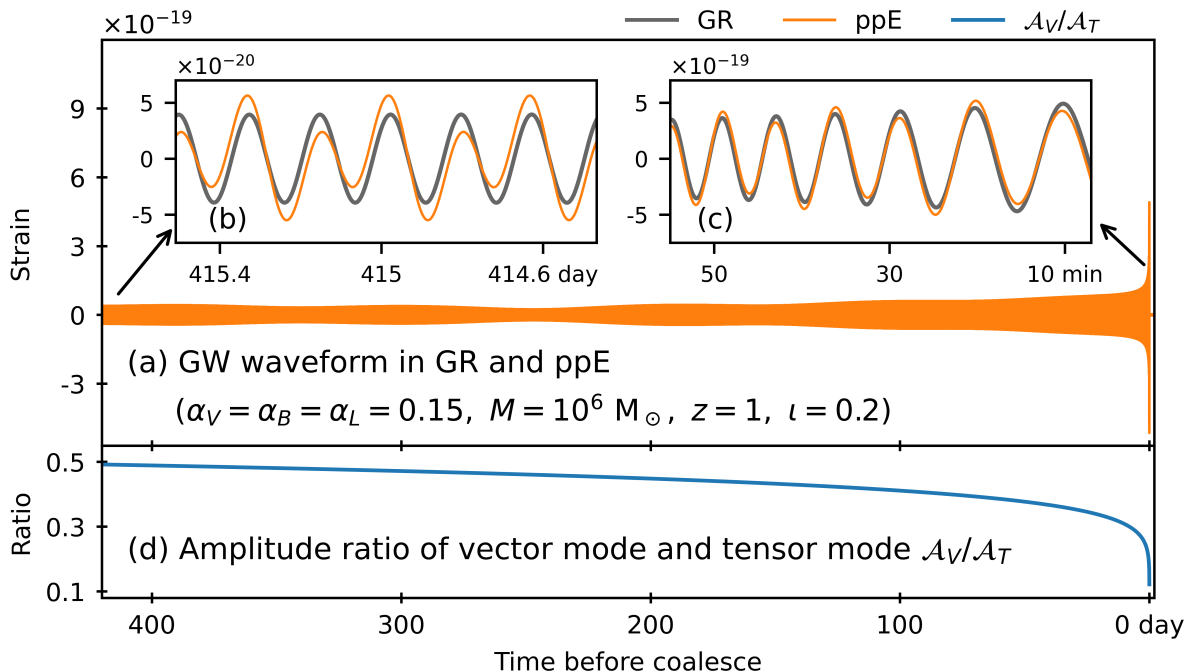 ×10⁻¹⁹
GR ppE 𝒜_V/𝒜_T
Strain
9
6
3
0
-3
×10⁻²⁰
5
0
-5
(b)
415.4 415 414.6 day
×10⁻¹⁹
5
0
-5
(c)
50 30 10 min
(a) GW waveform in GR and ppE
(α_V = α_B = α_L = 0.15, M = 10⁶ M_⊙, z = 1, ι = 0.2)
Ratio
0.5
0.3
0.1
(d) Amplitude ratio of vector mode and tensor mode 𝒜_V/𝒜_T
400 300 200 100 0 day
Time before coalesce